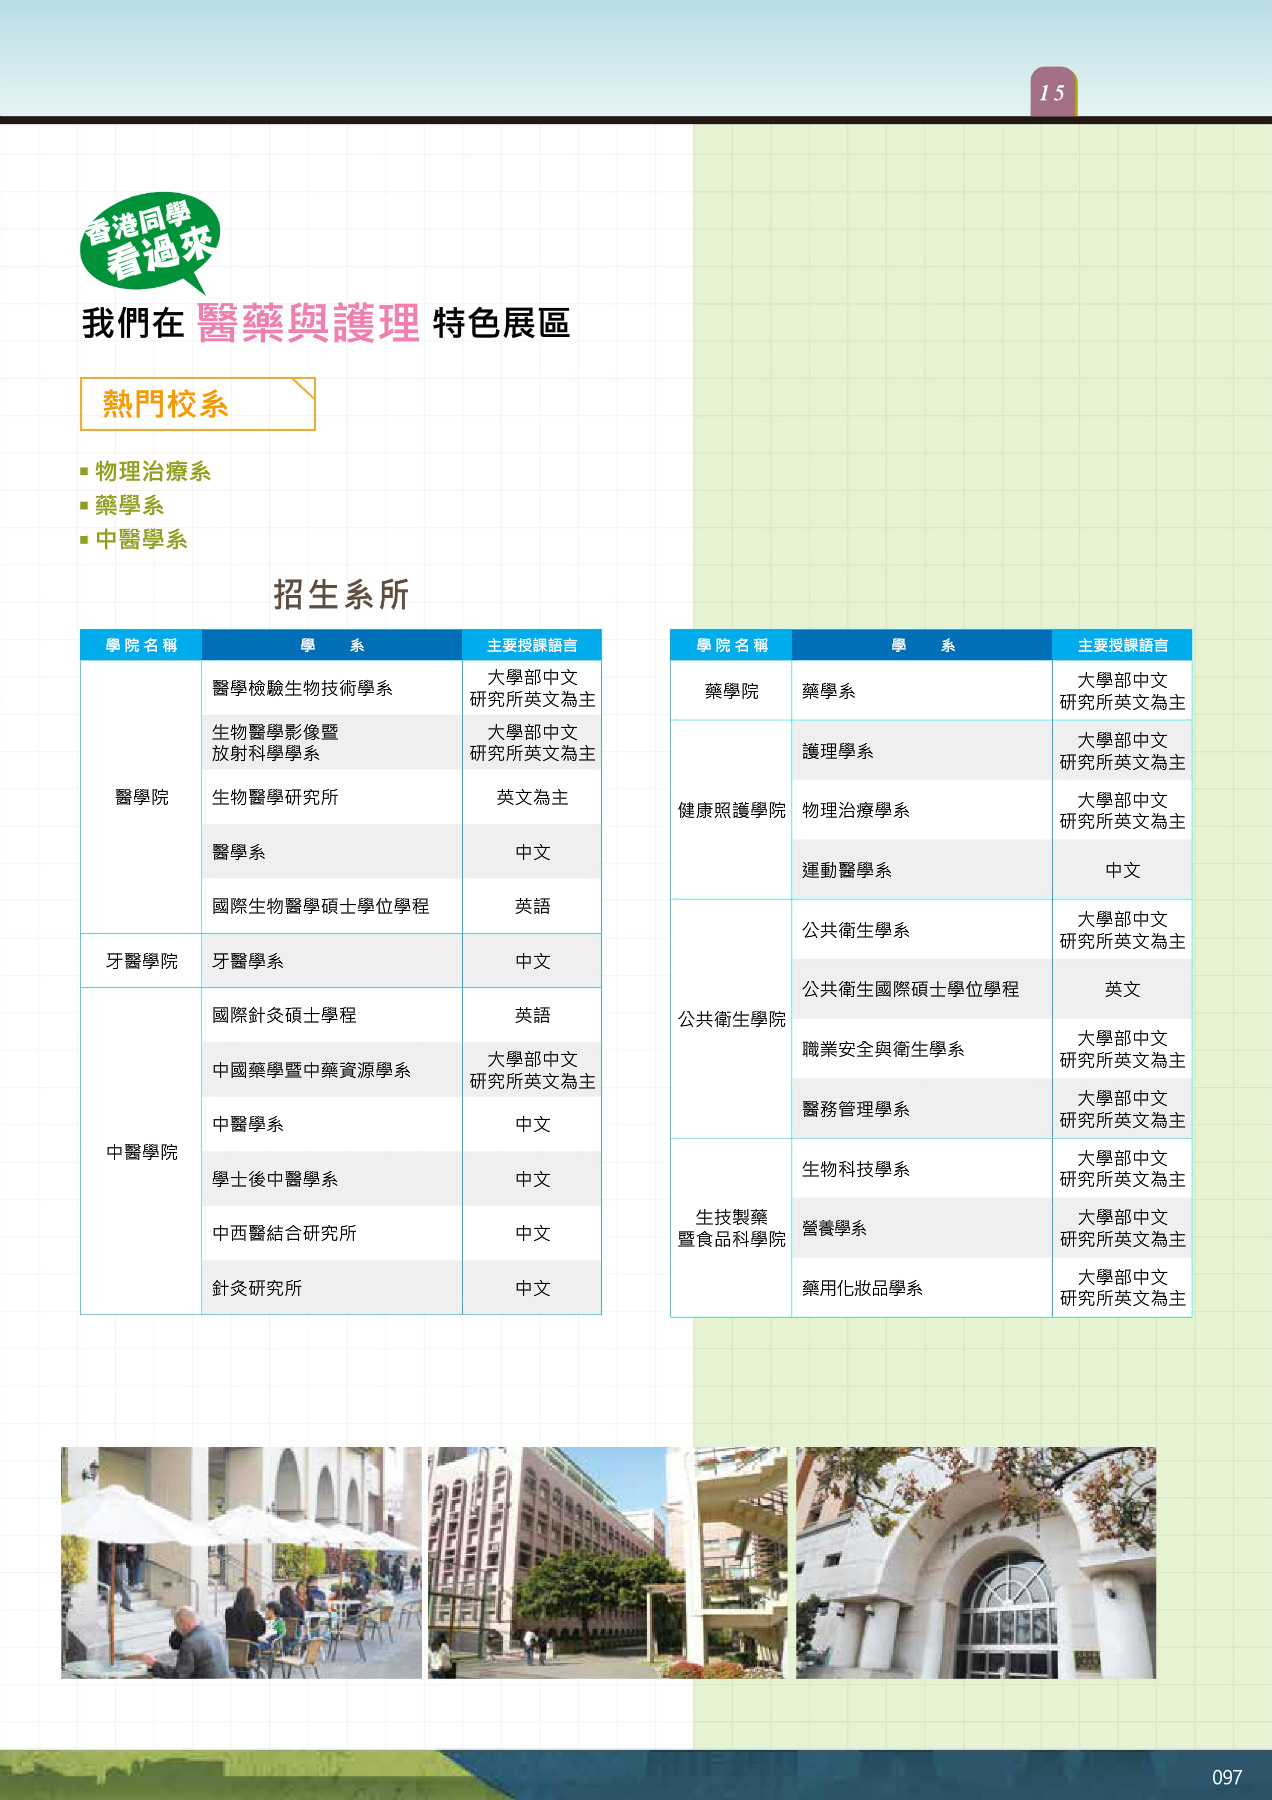 15
香港同學
看過來
我們在 醫藥與護理 特色展區
熱門校系
▪ 物理治療系
▪ 藥學系
▪ 中醫學系
招生系所
學院名稱 學 系 主要授課語言
醫學院
醫學檢驗生物技術學系
大學部中文
研究所英文為主
生物醫學影像暨
放射科學學系
大學部中文
研究所英文為主
生物醫學研究所
英文為主
醫學系
中文
國際生物醫學碩士學位學程
英語
牙醫學院
牙醫學系
中文
中醫學院
國際針灸碩士學程
英語
中國藥學暨中藥資源學系
大學部中文
研究所英文為主
中醫學系
中文
學士後中醫學系
中文
中西醫結合研究所
中文
針灸研究所
中文
學院名稱 學 系 主要授課語言
藥學院
藥學系
大學部中文
研究所英文為主
健康照護學院
護理學系
大學部中文
研究所英文為主
物理治療學系
大學部中文
研究所英文為主
運動醫學系
中文
公共衛生學院
公共衛生學系
大學部中文
研究所英文為主
公共衛生國際碩士學位學程
英文
職業安全與衛生學系
大學部中文
研究所英文為主
醫務管理學系
大學部中文
研究所英文為主
生技製藥
暨食品科學院
生物科技學系
大學部中文
研究所英文為主
營養學系
大學部中文
研究所英文為主
藥用化妝品學系
大學部中文
研究所英文為主
097